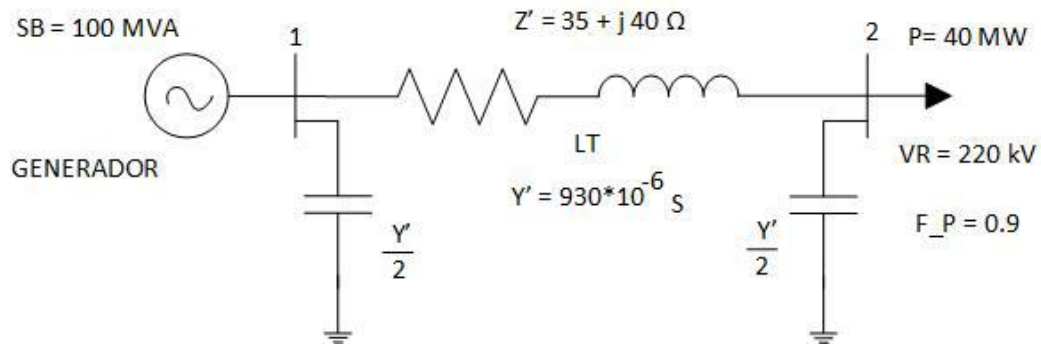 SB = 100 MVA
1
Z' = 35 + j 40 Ω
2
P= 40 MW
GENERADOR
LT
Y' = 930*10^-6 S
VR = 220 kV
F_P = 0.9
Y'
2
Y'
2